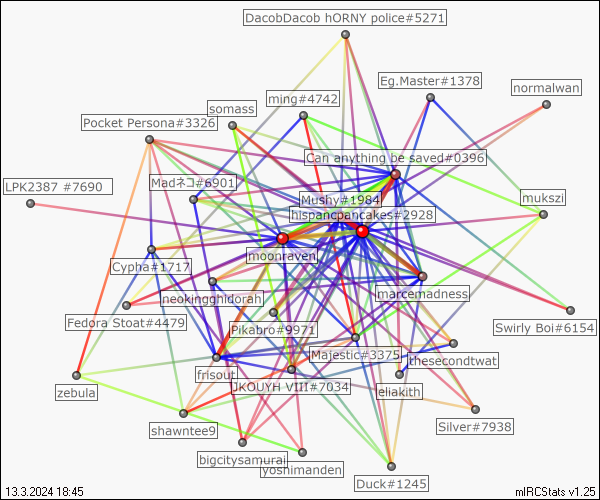 DacobDacob hORNY police#5271
Eg.Master#1378
normalwan
ming#4742
somass
Pocket Persona#3326
Can anything be saved#0396
LPK2387 #7690
Madネコ#6901
Mushy#1984
mukszi
hispancpancakes#2928
moonraven
Cypha#1717
marcemadness
neokingghidorah
Fedora Stoat#4479
Pikabro#9971
Swirly Boi#6154
Majestic#3375
thesecondtwat
frisout
JKOUYH VIII#7034
zebula
eliakith
Silver#7938
shawntee9
bigcitysamurai
yoshimanden
Duck#1245
13.3.2024 18:45
mIRCStats v1.25